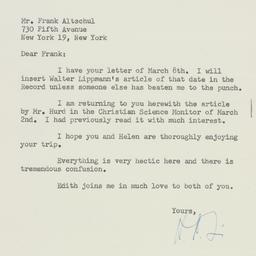 Mr. Frank Altschul
730 Fifth Avenue
New York 19, New York
Dear Frank:
I have your letter of March 8th. I will
insert Walter Lippmann's article of that date in the
Record unless someone else has beaten me to the punch.
I am returning to you herewith the article
by Mr. Hurd in the Christian Science Monitor of March
2nd. I had previously read it with much interest.
I hope you and Helen are thoroughly enjoying
your trip.
Everything is very hectic here and there is
tremendous confusion.
Edith joins me in much love to both of you.
Yours,